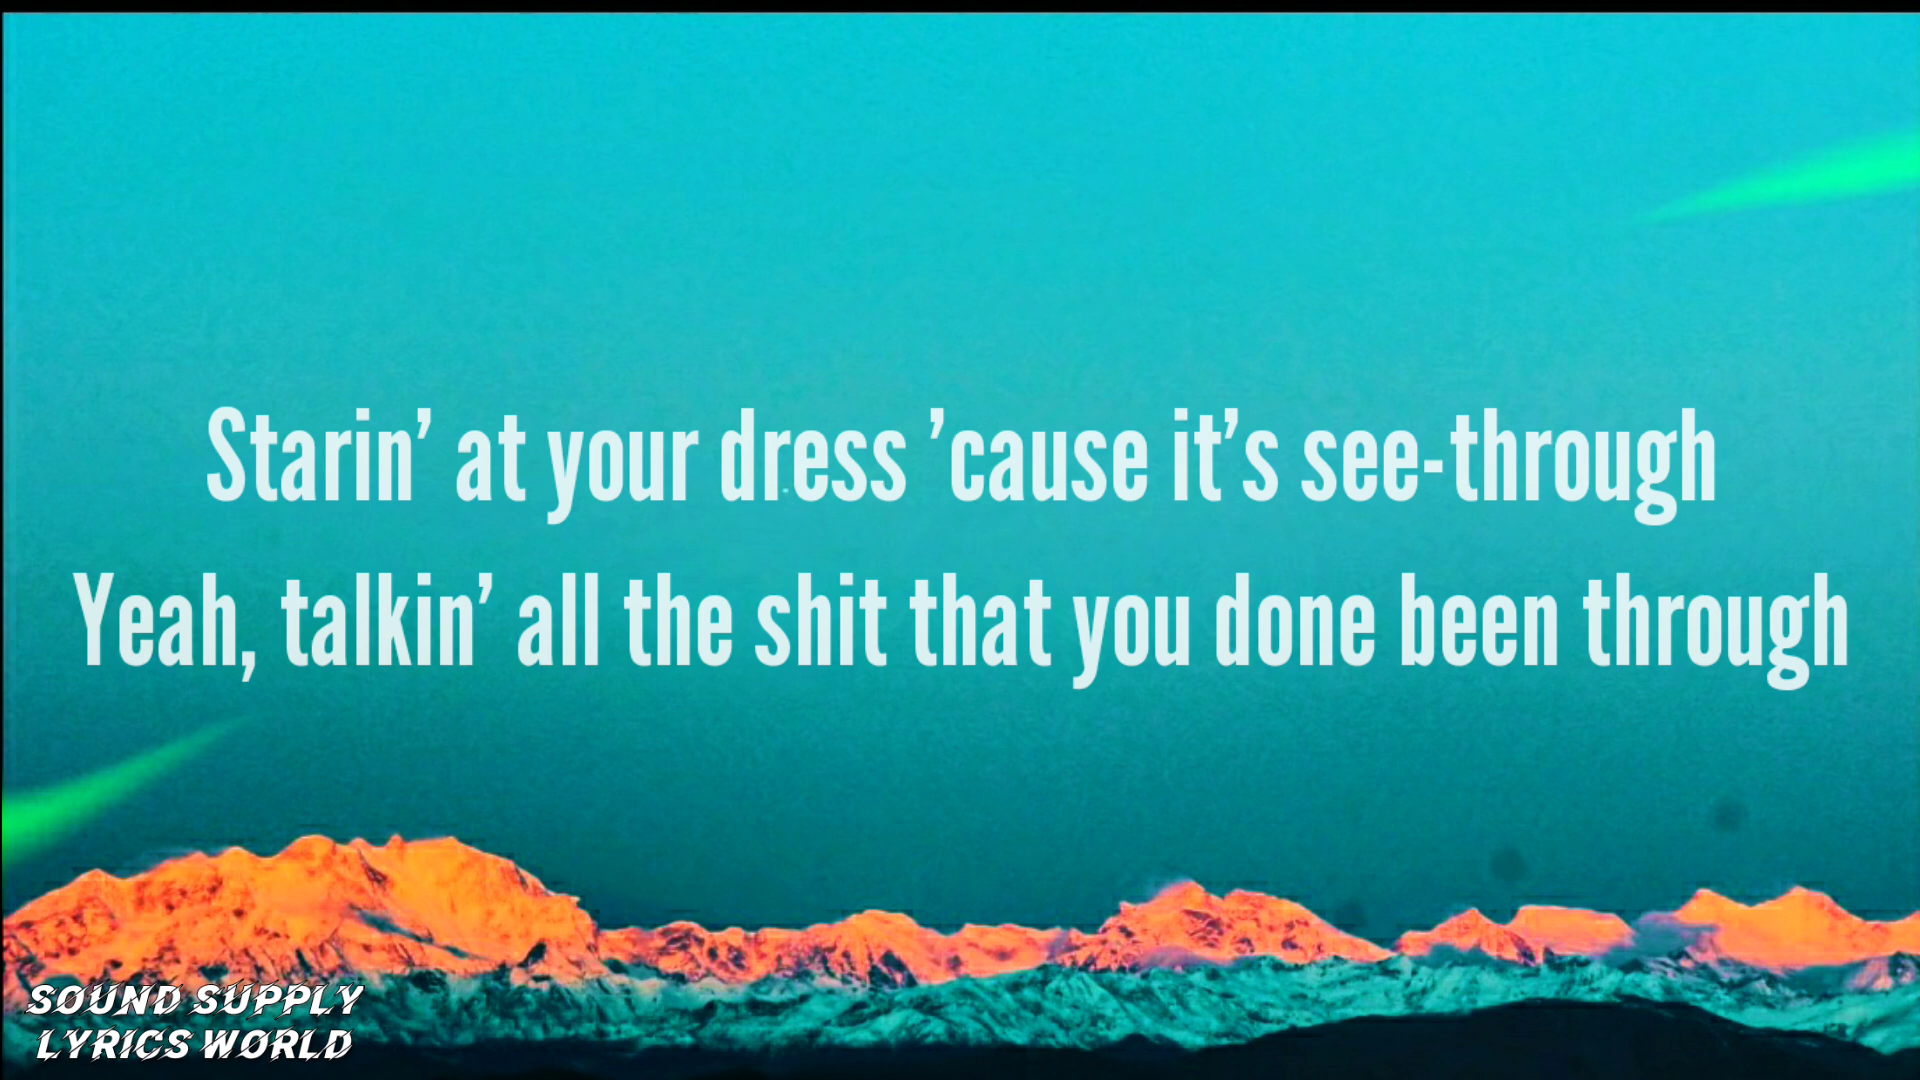 Starin’ at your dress ’cause it’s see-through
Yeah, talkin’ all the shit that you done been through
SOUND SUPPLY
LYRICS WORLD